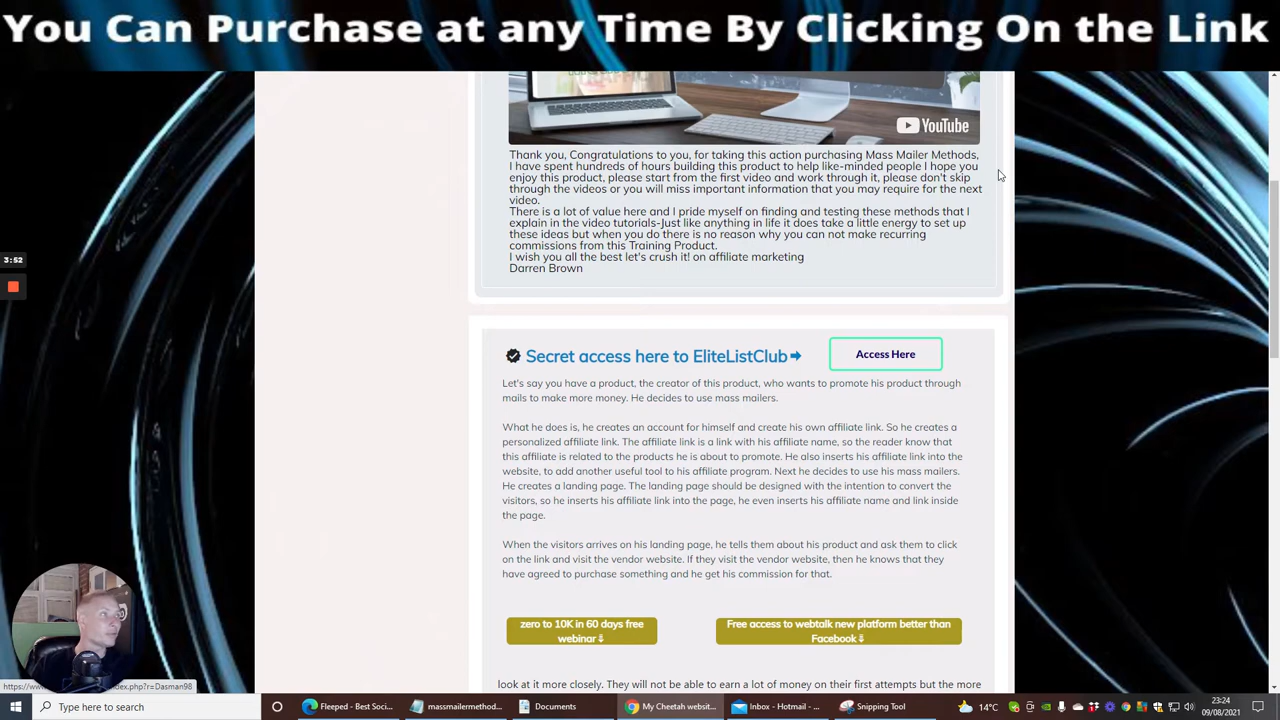 You Can Purchase at any Time By Clicking On the Link
YouTube
Thank you, Congratulations to you, for taking this action purchasing Mass Mailer Methods,
I have spent hundreds of hours building this product to help like-minded people I hope you
enjoy this product, please start from the first video and work through it, please don't skip
through the videos or you will miss important information that you may require for the next
video.
There is a lot of value here and I pride myself on finding and testing these methods that I
explain in the video tutorials-Just like anything in life it does take a little energy to set up
these ideas but when you do there is no reason why you can not make recurring
commissions from this Training Product.
I wish you all the best let's crush it! on affiliate marketing
Darren Brown
3:52
Secret access here to EliteListClub
Access Here
Let's say you have a product, the creator of this product, who wants to promote his product through
mails to make more money. He decides to use mass mailers.
What he does is, he creates an account for himself and create his own affiliate link. So he creates a
personalized affiliate link. The affiliate link is a link with his affiliate name, so the reader know that
this affiliate is related to the products he is about to promote. He also inserts his affiliate link into the
website, to add another useful tool to his affiliate program. Next he decides to use his mass mailers.
He creates a landing page. The landing page should be designed with the intention to convert the
visitors, so he inserts his affiliate link into the page, he even inserts his affiliate name and link inside
the page.
When the visitors arrives on his landing page, he tells them about his product and ask them to click
on the link and visit the vendor website. If they visit the vendor website, then he knows that they
have agreed to purchase something and he get his commission for that.
zero to 10K in 60 days free
webinar
Free access to webtalk new platform better than
Facebook
look at it more closely. They will not be able to earn a lot of money on their first attempts but the more
https://www. ndex.php?r=Dasman98
Type here to search
Fleeped - Best Soci...
massmailermethod...
Documents
My Cheetah websit...
Inbox - Hotmail - ...
Snipping Tool
14°C
23:24
09/08/2021